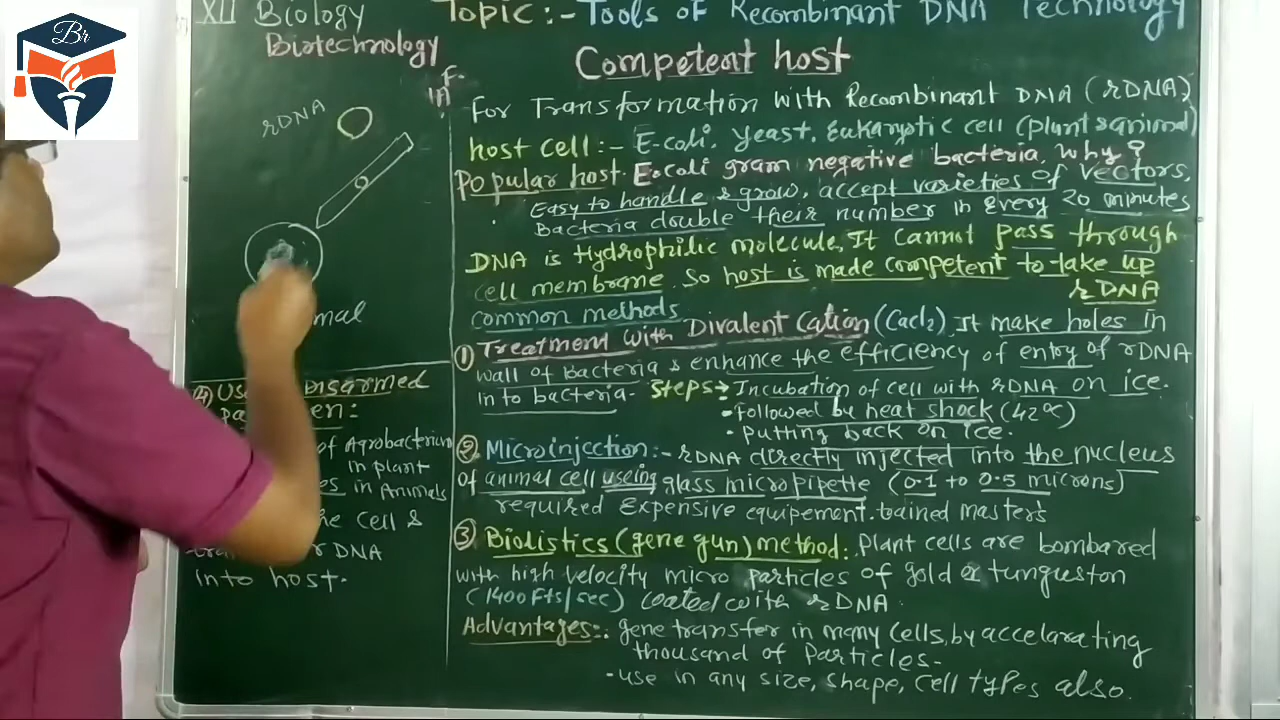 XII Biology
Biotechnology
Topic :- Tools of Recombinant DNA Technology
Br
Competent host
rDNA
For Transformation with Recombinant DNA (rDNA)
host cell :- E-coli, yeast, Eukaryotic cell (plant & animal)
Popular host. E-coli gram negative bacteria, why?
Easy to handle & grow, accept varieties of vectors,
Bacteria double their number in every 20 minutes
DNA is Hydrophilic molecule, It cannot pass through
cell membrane. So host is made competent to take up
rDNA
common methods
① Treatment with Divalent Cation (Cacl2) It make holes in
wall of Bacteria & enhance the efficiency of entry of rDNA
in to bacteria. Steps → Incubation of cell with rDNA on ice.
• followed by heat shock (42°c)
• putting back on ice.
② Microinjection :- rDNA directly injected into the nucleus
of animal cell useing glass micropipette (0.1 to 0.5 microns)
required Expensive equipement. trained masters
③ Biolistics (gene gun) method: Plant cells are bombared
with high velocity micro particles of gold or tunguston
(1400 Fts/sec) coated with rDNA.
Advantages :. gene transfer in many cells, by accelarating
thousand of Particles.
• use in any size, shape, cell types also.
mal
④ Disarmed
of Agrobacterium
in plant
in Animals
cell &
rDNA
into host.